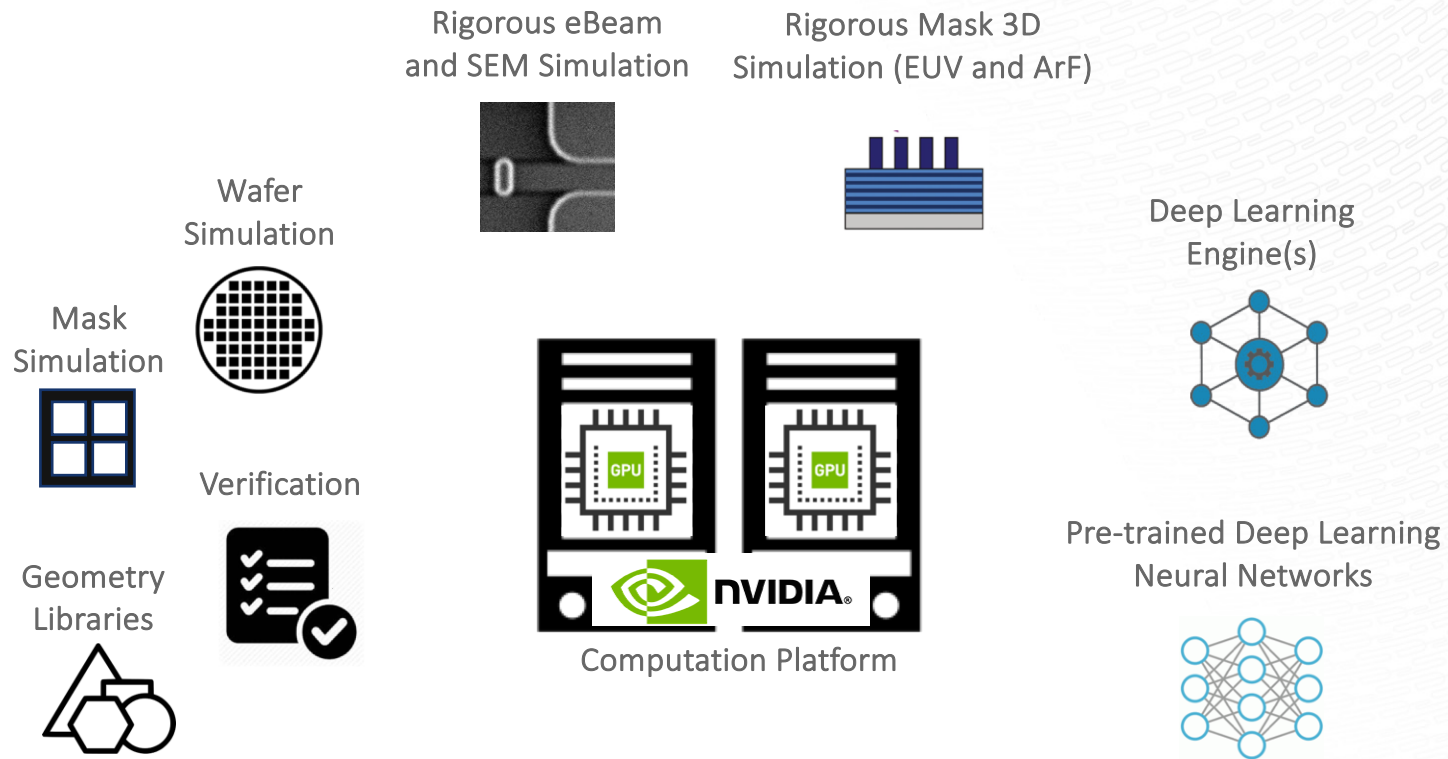 Rigorous eBeam
and SEM Simulation
Rigorous Mask 3D
Simulation (EUV and ArF)
Wafer
Simulation
Deep Learning
Engine(s)
Mask
Simulation
GPU
GPU
Verification
Pre-trained Deep Learning
Neural Networks
Geometry
Libraries
NVIDIA®
Computation Platform